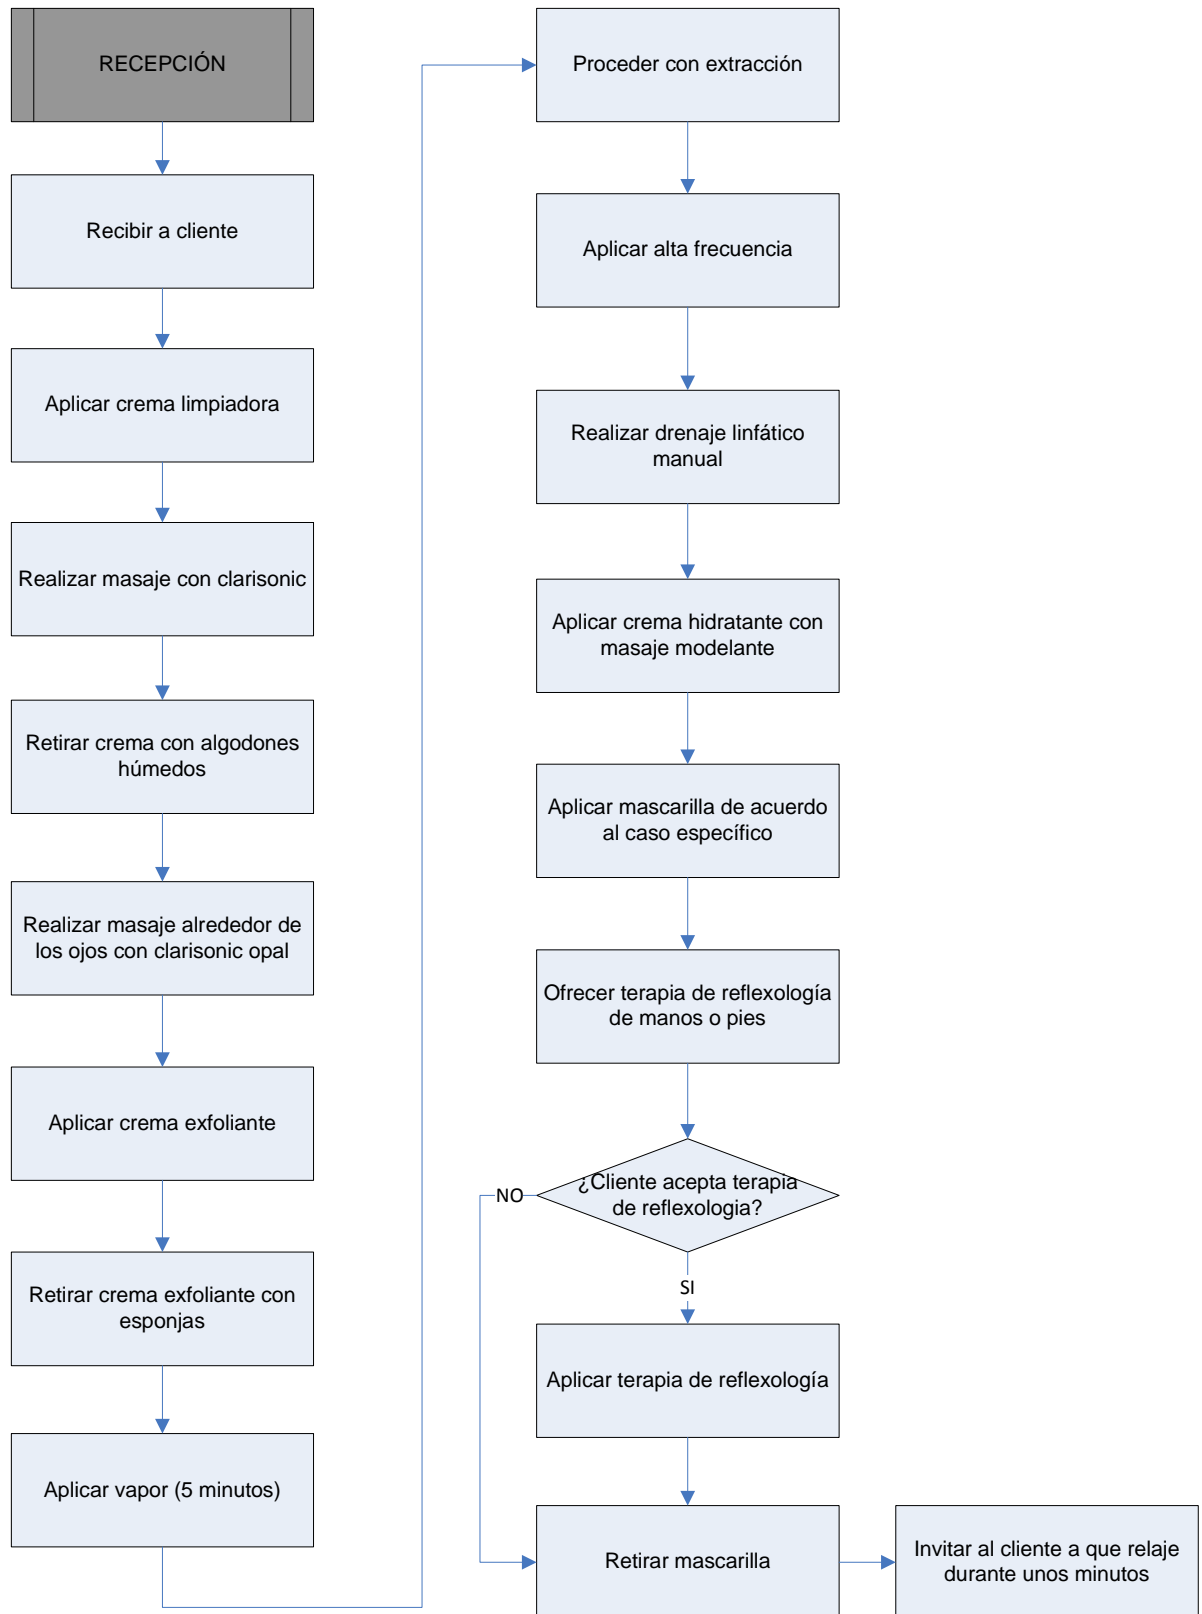 RECEPCIÓN
Recibir a cliente
Aplicar crema limpiadora
Realizar masaje con clarisonic
Retirar crema con algodones
húmedos
Realizar masaje alrededor de
los ojos con clarisonic opal
Aplicar crema exfoliante
Retirar crema exfoliante con
esponjas
Aplicar vapor (5 minutos)
Proceder con extracción
Aplicar alta frecuencia
Realizar drenaje linfático
manual
Aplicar crema hidratante con
masaje modelante
Aplicar mascarilla de acuerdo
al caso específico
Ofrecer terapia de reflexología
de manos o pies
¿Cliente acepta terapia
de reflexologia?
NO
SI
Aplicar terapia de reflexología
Retirar mascarilla
Invitar al cliente a que relaje
durante unos minutos